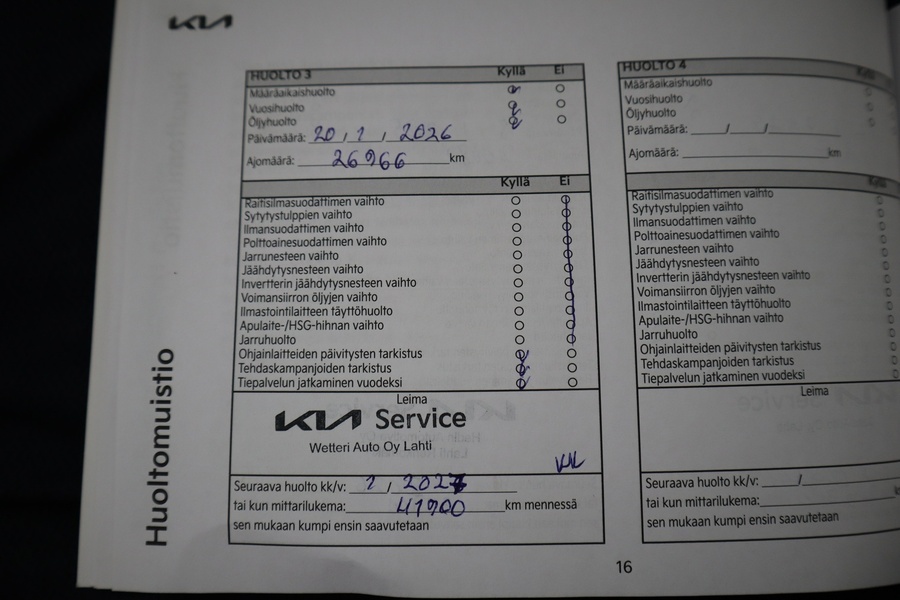 KIA
Huoltomuistio
HUOLTO 3 Kyllä Ei
Määräaikaishuolto
Vuosihuolto
Öljyhuolto
Päivämäärä: 20 / 1 / 2026
Ajomäärä: 26966 km
Kyllä Ei
Raitisilmasuodattimen vaihto
Sytytystulppien vaihto
Ilmansuodattimen vaihto
Polttoainesuodattimen vaihto
Jarrunesteen vaihto
Jäähdytysnesteen vaihto
Invertterin jäähdytysnesteen vaihto
Voimansiirron öljyjen vaihto
Ilmastointilaitteen täyttöhuolto
Apulaite-/HSG-hihnan vaihto
Jarruhuolto
Ohjainlaitteiden päivitysten tarkistus
Tehdaskampanjoiden tarkistus
Tiepalvelun jatkaminen vuodeksi
Leima
KIA Service
Wetteri Auto Oy Lahti
Seuraava huolto kk/v: 1 / 2027
tai kun mittarilukema: 41900 km mennessä
sen mukaan kumpi ensin saavutetaan
HUOLTO 4 Kyllä
Määräaikaishuolto
Vuosihuolto
Öljyhuolto
Päivämäärä: / /
Ajomäärä: km
Kyllä
Raitisilmasuodattimen vaihto
Sytytystulppien vaihto
Ilmansuodattimen vaihto
Polttoainesuodattimen vaihto
Jarrunesteen vaihto
Jäähdytysnesteen vaihto
Invertterin jäähdytysnesteen vaihto
Voimansiirron öljyjen vaihto
Ilmastointilaitteen täyttöhuolto
Apulaite-/HSG-hihnan vaihto
Jarruhuolto
Ohjainlaitteiden päivitysten tarkistus
Tehdaskampanjoiden tarkistus
Tiepalvelun jatkaminen vuodeksi
Leima
Seuraava huolto kk/v: /
tai kun mittarilukema:
sen mukaan kumpi ensin saavutetaan
16